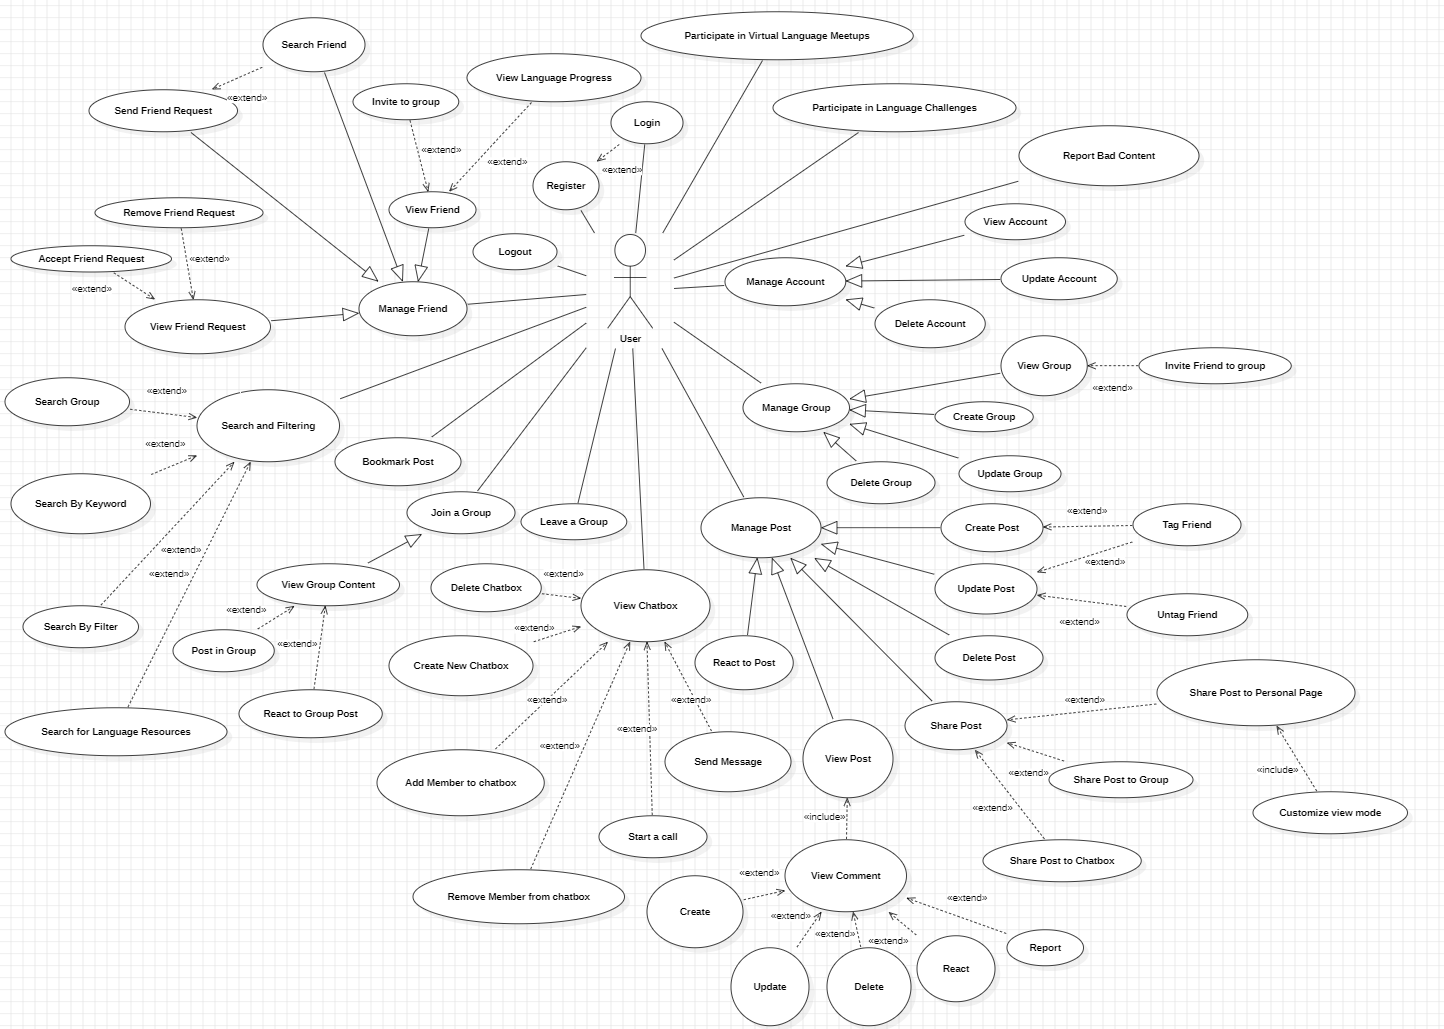 Participate in Virtual Language Meetups
Search Friend
View Language Progress
«extend»
Send Friend Request
Invite to group
Participate in Language Challenges
Login
«extend»
«extend»
Report Bad Content
«extend»
Register
Remove Friend Request
View Friend
View Account
Logout
Accept Friend Request
«extend»
«extend»
Manage Account
Update Account
Manage Friend
View Friend Request
Delete Account
User
View Group
Invite Friend to group
«extend»
Search Group
«extend»
Manage Group
Create Group
Search and Filtering
«extend»
Bookmark Post
Update Group
Delete Group
Search By Keyword
Join a Group
Leave a Group
Manage Post
Create Post
«extend»
Tag Friend
«extend»
«extend»
«extend»
«extend»
View Group Content
Delete Chatbox
Update Post
View Chatbox
«extend»
Untag Friend
«extend»
Search By Filter
«extend»
«extend»
Post in Group
Create New Chatbox
React to Post
Delete Post
Share Post to Personal Page
«extend»
«extend»
«extend»
React to Group Post
Share Post
Search for Language Resources
«extend»
«extend»
Send Message
View Post
«extend»
Share Post to Group
«include»
Add Member to chatbox
«extend»
Customize view mode
«include»
Start a call
Share Post to Chatbox
«extend»
View Comment
Remove Member from chatbox
«extend»
Create
«extend»
«extend»
«extend»
Report
React
Update
Delete